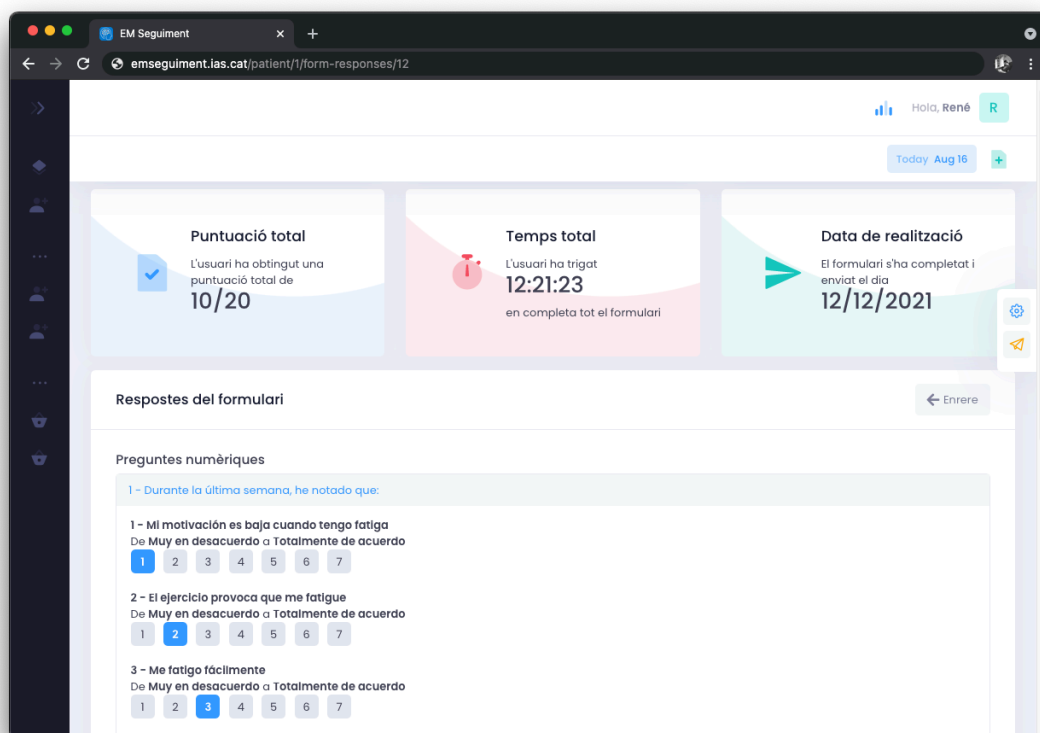 EM Seguiment
emseguiment.ias.cat/patient/1/form-responses/12
Hola, René R
Today Aug 16
Puntuació total
L'usuari ha obtingut una
puntuació total de
10/20
Temps total
L'usuari ha trigat
12:21:23
en completa tot el formulari
Data de realització
El formulari s'ha completat i
enviat el dia
12/12/2021
Respostes del formulari
Enrere
Preguntes numèriques
1 - Durante la última semana, he notado que:
1 - Mi motivación es baja cuando tengo fatiga
De Muy en desacuerdo a Totalmente de acuerdo
1 2 3 4 5 6 7
2 - El ejercicio provoca que me fatigue
De Muy en desacuerdo a Totalmente de acuerdo
1 2 3 4 5 6 7
3 - Me fatigo fácilmente
De Muy en desacuerdo a Totalmente de acuerdo
1 2 3 4 5 6 7